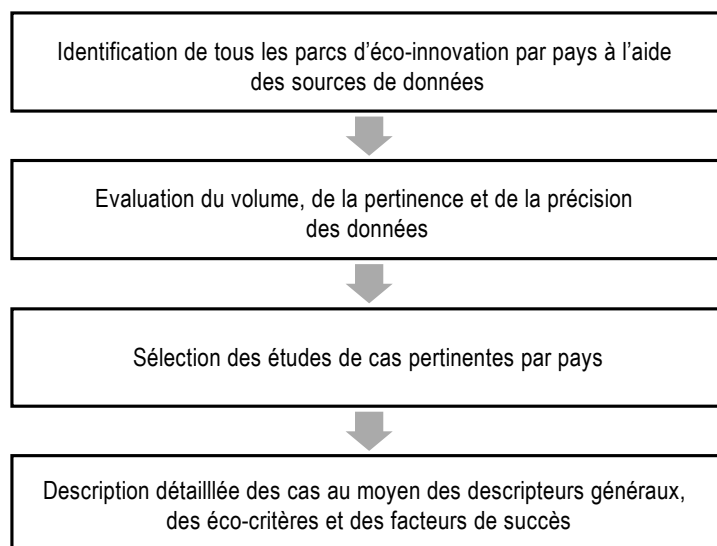 Identification de tous les parcs d’éco-innovation par pays à l’aide
des sources de données
Evaluation du volume, de la pertinence et de la précision
des données
Sélection des études de cas pertinentes par pays
Description détailllée des cas au moyen des descripteurs généraux,
des éco-critères et des facteurs de succès